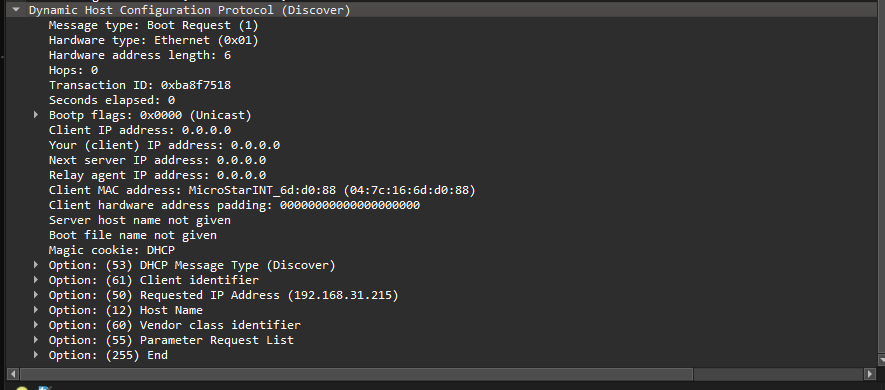 Dynamic Host Configuration Protocol (Discover)
Message type: Boot Request (1)
Hardware type: Ethernet (0x01)
Hardware address length: 6
Hops: 0
Transaction ID: 0xba8f7518
Seconds elapsed: 0
Bootp flags: 0x0000 (Unicast)
Client IP address: 0.0.0.0
Your (client) IP address: 0.0.0.0
Next server IP address: 0.0.0.0
Relay agent IP address: 0.0.0.0
Client MAC address: MicroStarINT_6d:d0:88 (04:7c:16:6d:d0:88)
Client hardware address padding: 00000000000000000000
Server host name not given
Boot file name not given
Magic cookie: DHCP
Option: (53) DHCP Message Type (Discover)
Option: (61) Client identifier
Option: (50) Requested IP Address (192.168.31.215)
Option: (12) Host Name
Option: (60) Vendor class identifier
Option: (55) Parameter Request List
Option: (255) End